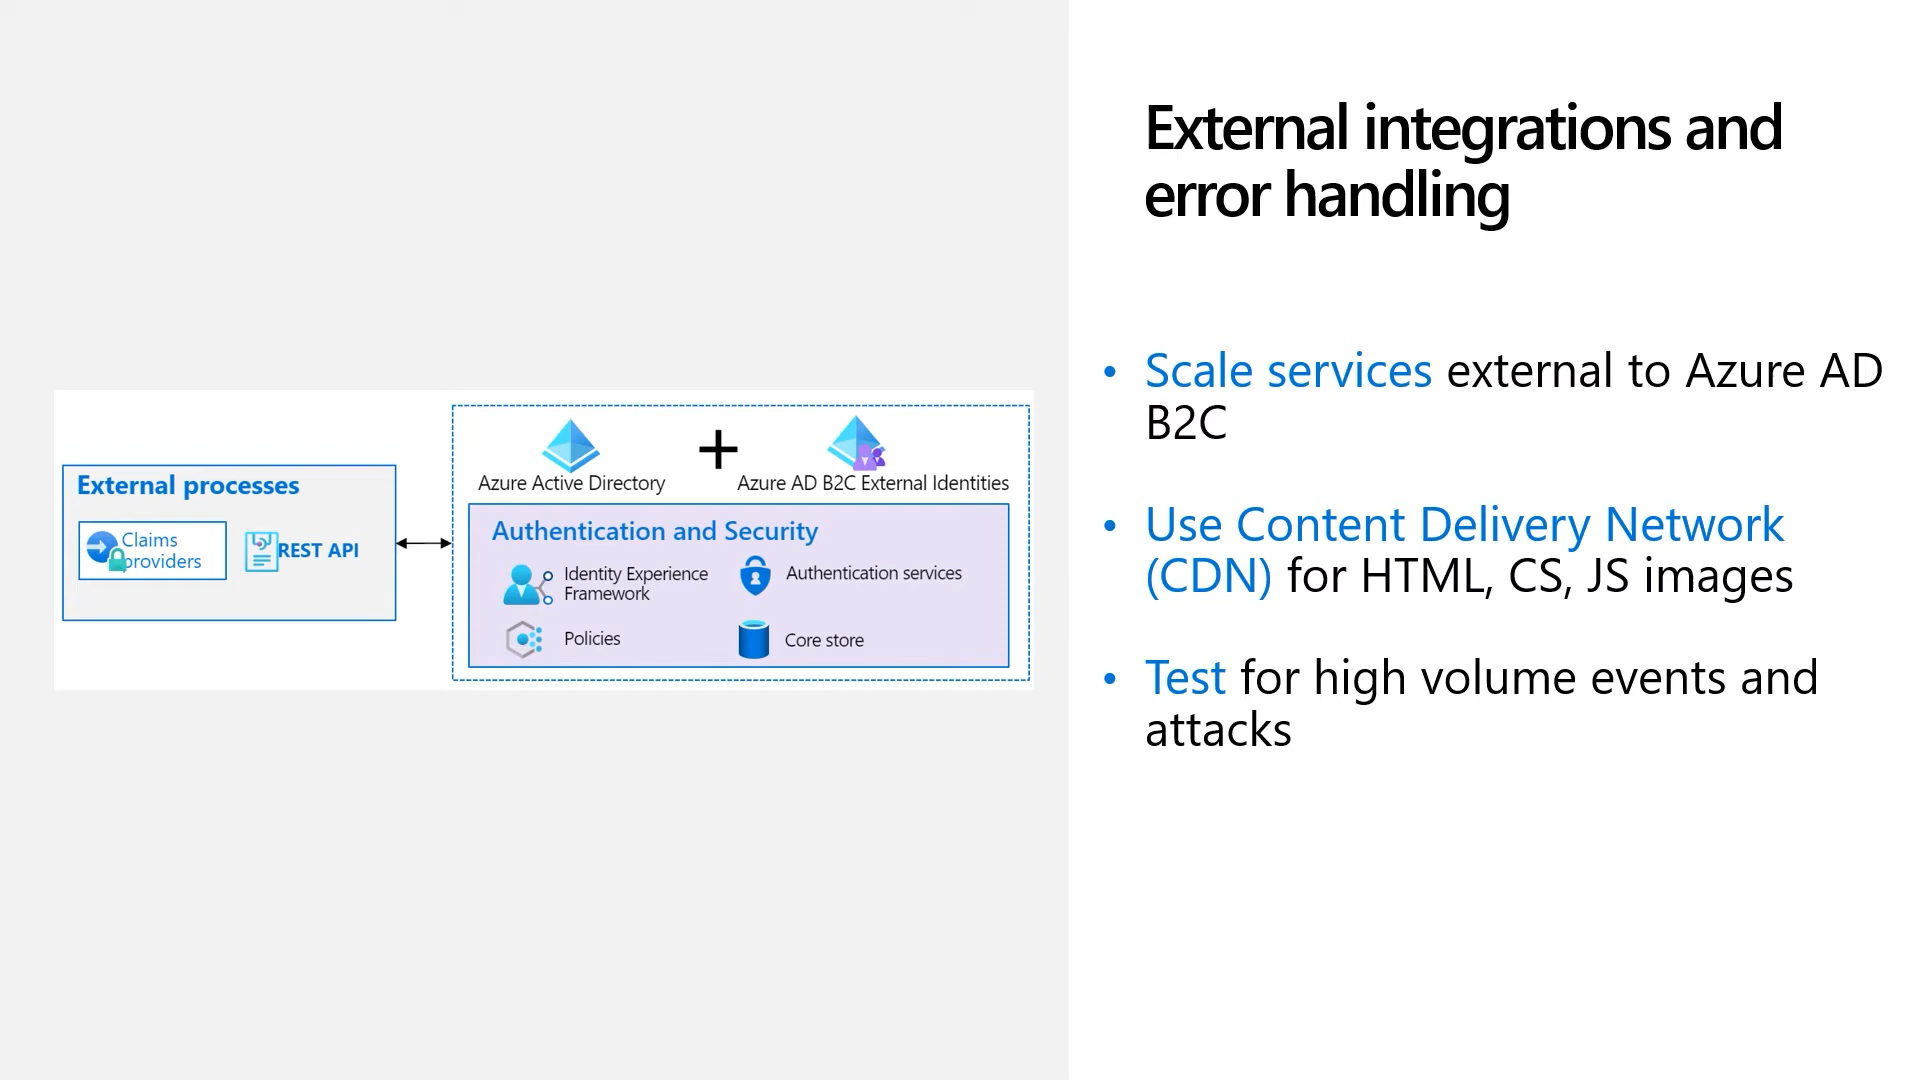 External integrations and
error handling
• Scale services external to Azure AD
B2C
• Use Content Delivery Network
(CDN) for HTML, CS, JS images
• Test for high volume events and
attacks
External processes
Claims
providers
REST API
Azure Active Directory
+
Azure AD B2C External Identities
Authentication and Security
Identity Experience
Framework
Authentication services
Policies
Core store